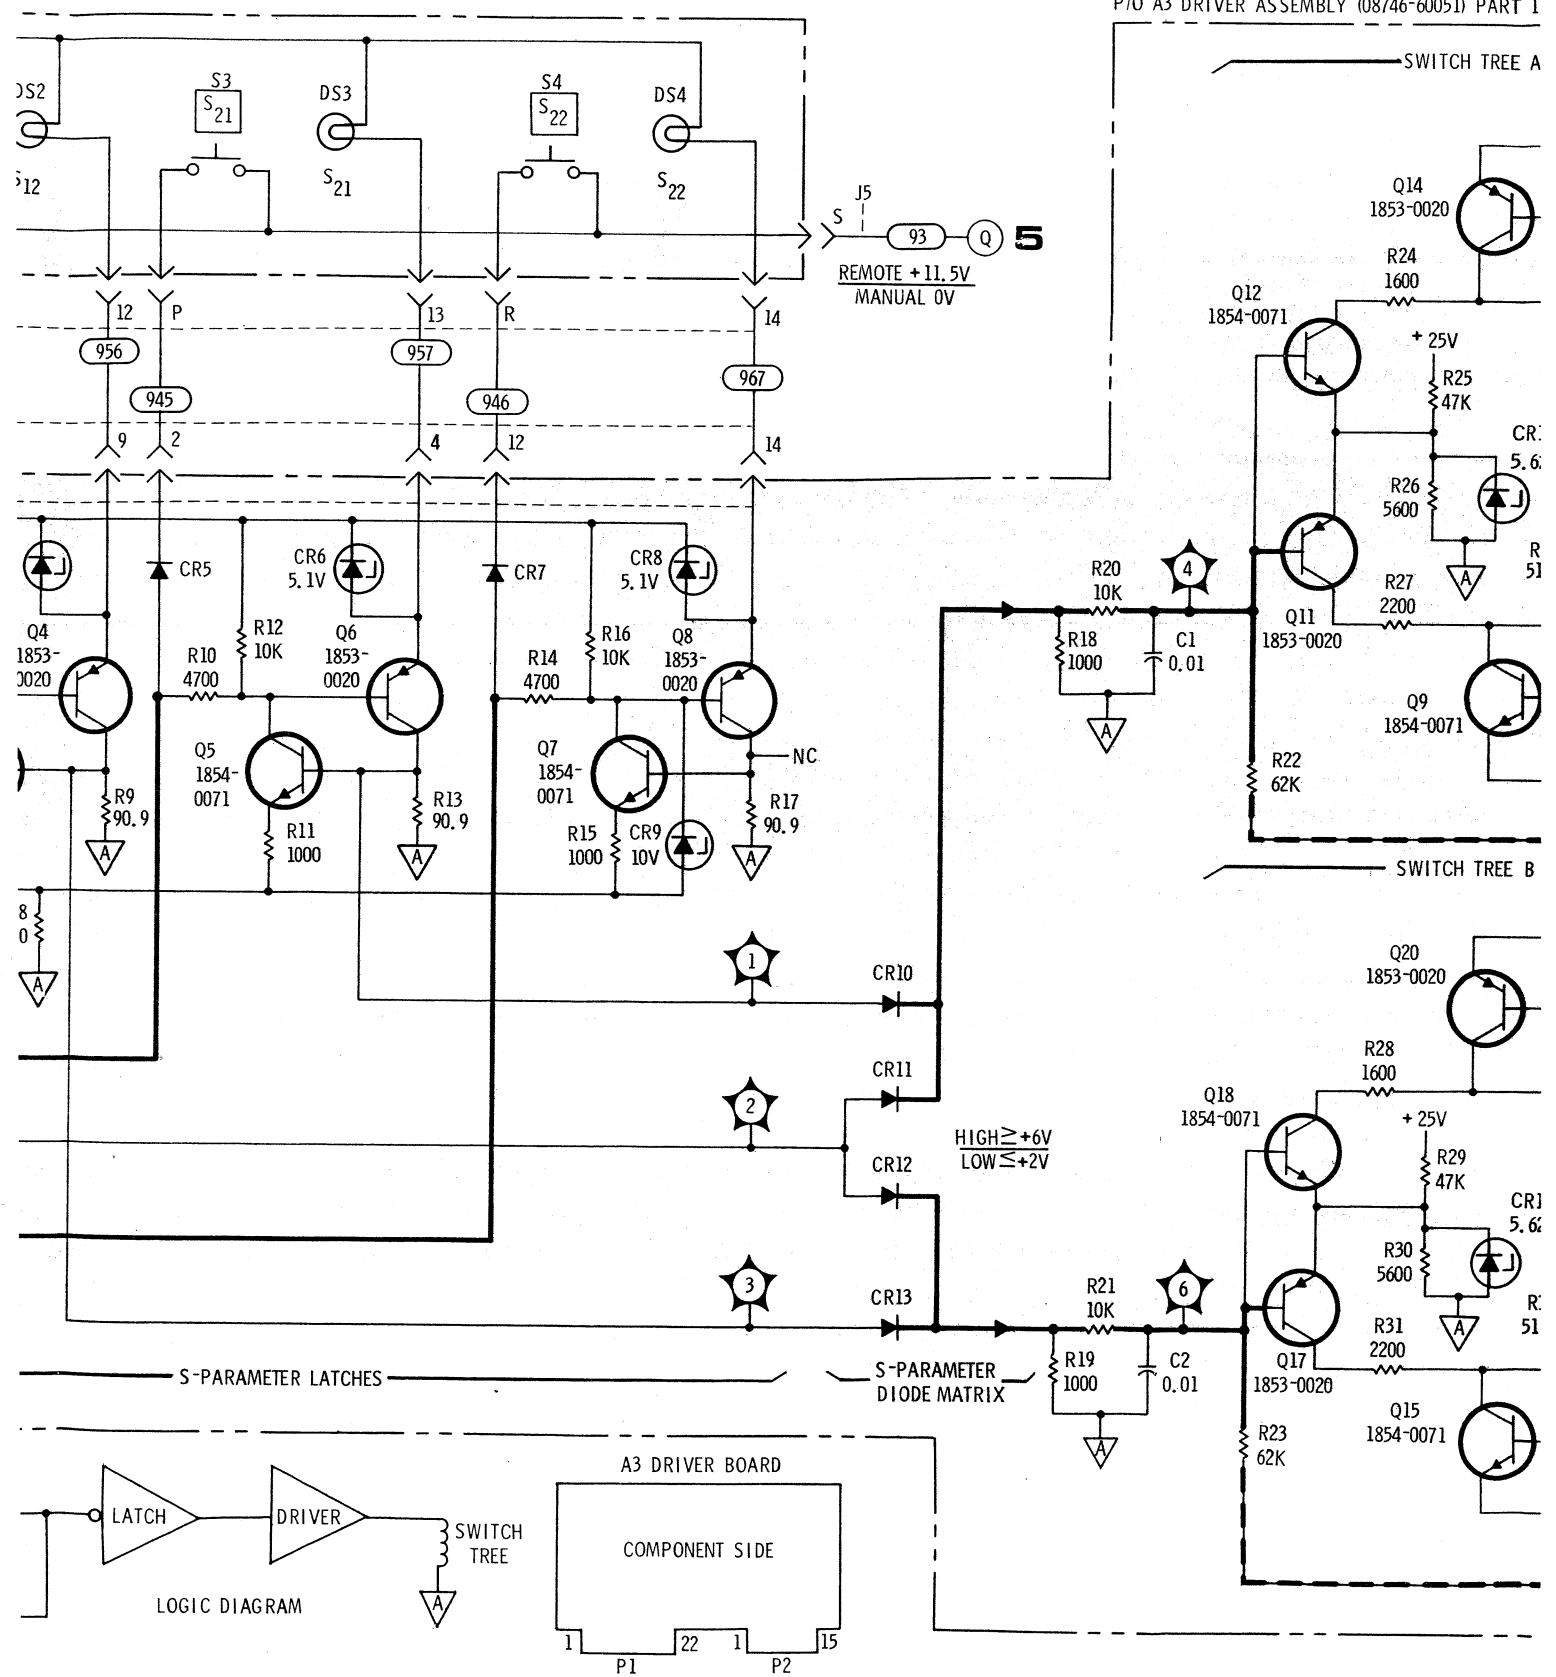 P/O A3 DRIVER ASSEMBLY (08746-60051) PART 1
SWITCH TREE A
DS2
S12
S3
S21
DS3
S21
S4
S22
DS4
S22
S
J5
93
Q
5
REMOTE +11.5V
MANUAL 0V
12
P
13
R
14
956
945
957
946
967
9
2
4
12
14
Q14
1853-0020
R24
1600
Q12
1854-0071
+ 25V
R25
47K
R26
5600
5.62
CR5
CR6
5.1V
CR7
CR8
5.1V
R20
10K
4
R18
1000
C1
0.01
A
Q11
1853-0020
R27
2200
A
51
Q9
1854-0071
R22
62K
Q4
1853-
0020
R10
4700
R12
10K
Q6
1853-
0020
R14
4700
R16
10K
Q8
1853-
0020
Q5
1854-
0071
Q7
1854-
0071
NC
R9
90.9
A
R11
1000
R13
90.9
A
R15
1000
CR9
10V
R17
90.9
A
8
0
A
SWITCH TREE B
1
CR10
CR11
2
CR12
HIGH ≥ +6V
LOW ≤ +2V
3
CR13
Q20
1853-0020
R28
1600
Q18
1854-0071
+ 25V
R29
47K
R30
5600
5.62
A
51
R21
10K
6
R19
1000
C2
0.01
A
Q17
1853-0020
R31
2200
Q15
1854-0071
R23
62K
S-PARAMETER LATCHES
S-PARAMETER
DIODE MATRIX
LATCH
DRIVER
SWITCH
TREE
A
LOGIC DIAGRAM
A3 DRIVER BOARD
COMPONENT SIDE
1
22
1
15
P1
P2